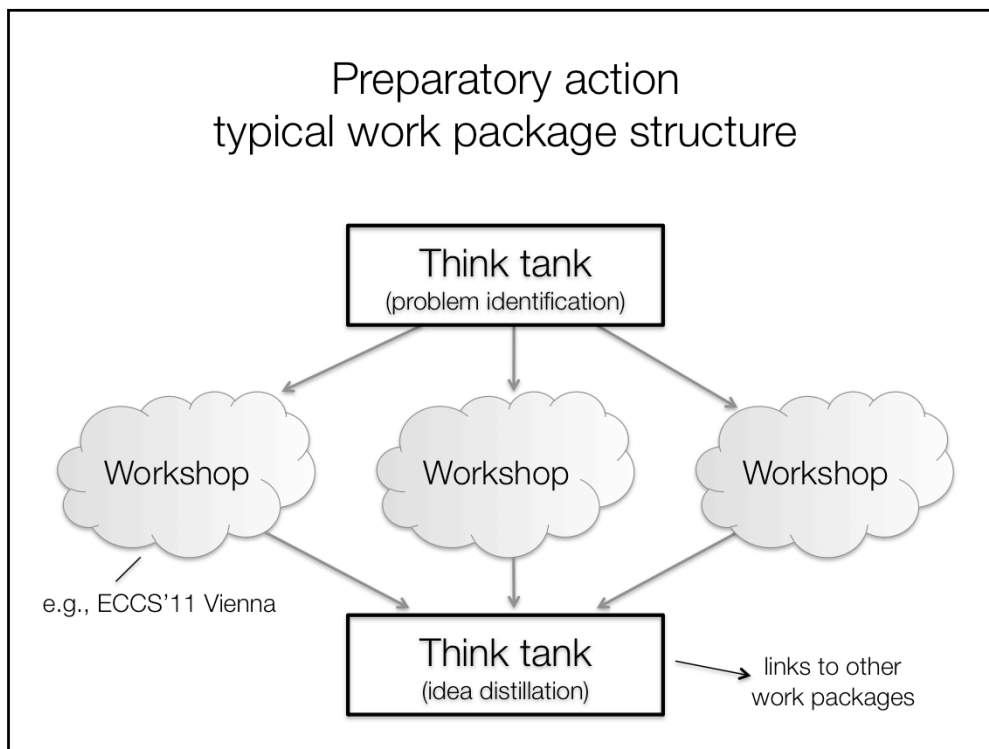 Preparatory action
typical work package structure
Think tank
(problem identification)
Workshop
Workshop
Workshop
e.g., ECCS’11 Vienna
Think tank
(idea distillation)
links to other
work packages